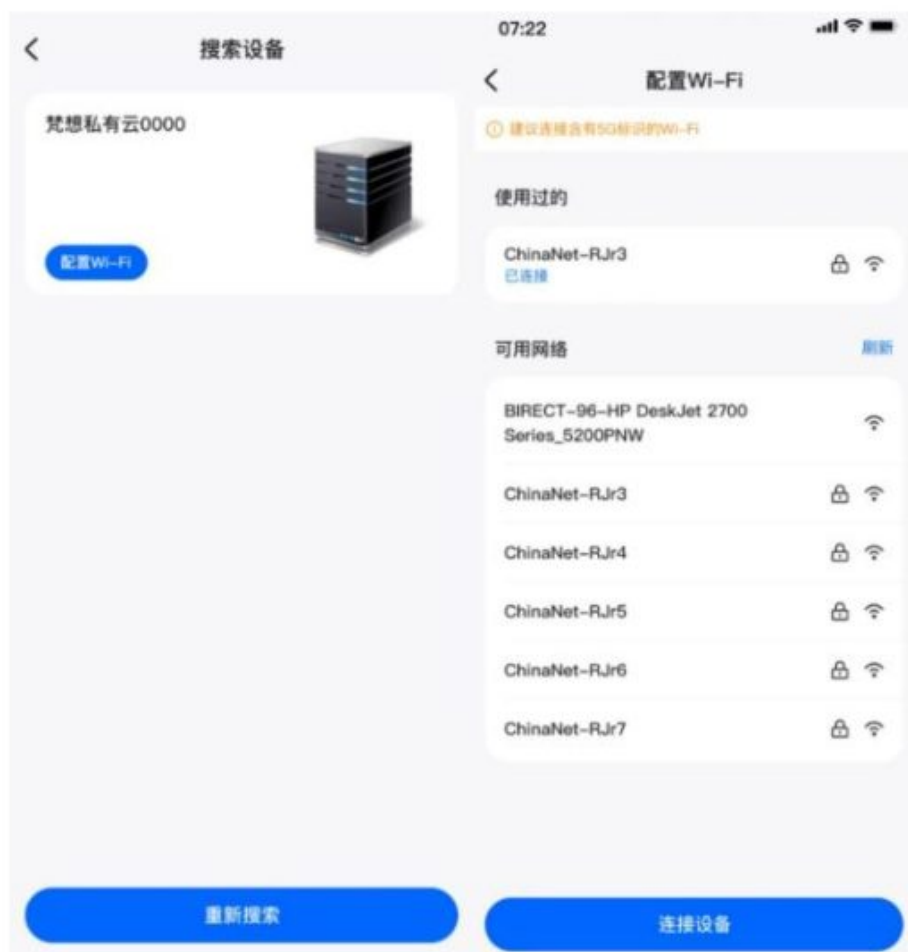 搜索设备
梵想私有云0000
配置Wi-Fi
重新搜索
07:22
配置Wi-Fi
建议连接含有5G标识的Wi-Fi
使用过的
ChinaNet-RJr3
已连接
可用网络
刷新
BIRECT-96-HP DeskJet 2700
Series_5200PNW
ChinaNet-RJr3
ChinaNet-RJr4
ChinaNet-RJr5
ChinaNet-RJr6
ChinaNet-RJr7
连接设备